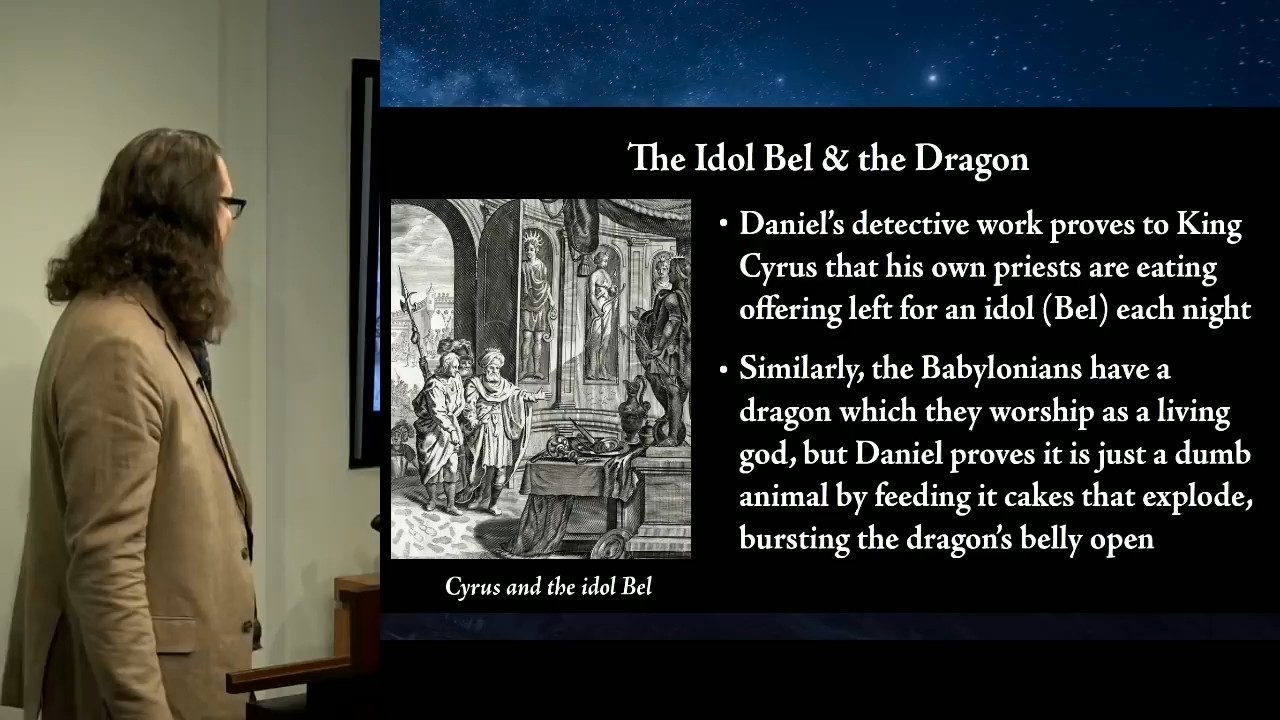 The Idol Bel & the Dragon
• Daniel's detective work proves to King
Cyrus that his own priests are eating
offering left for an idol (Bel) each night
• Similarly, the Babylonians have a
dragon which they worship as a living
god, but Daniel proves it is just a dumb
animal by feeding it cakes that explode,
bursting the dragon's belly open
Cyrus and the idol Bel